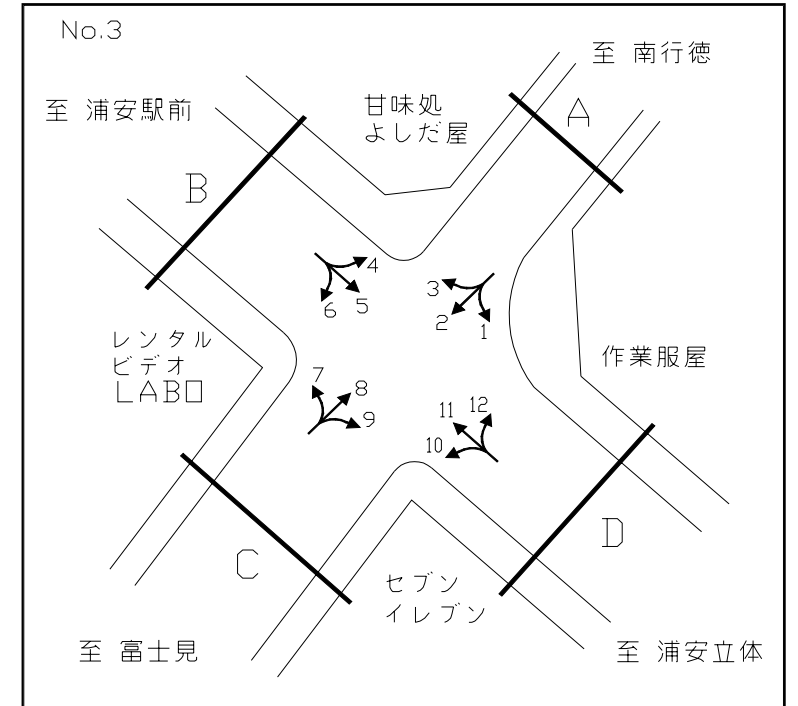 No.3
至 南行徳
至 浦安駅前
甘味処
よしだ屋
A
B
4
5
6
3
2
1
レンタル
ビデオ
LABO
作業服屋
7
8
9
11
12
10
C
D
セブン
イレブン
至 富士見
至 浦安立体